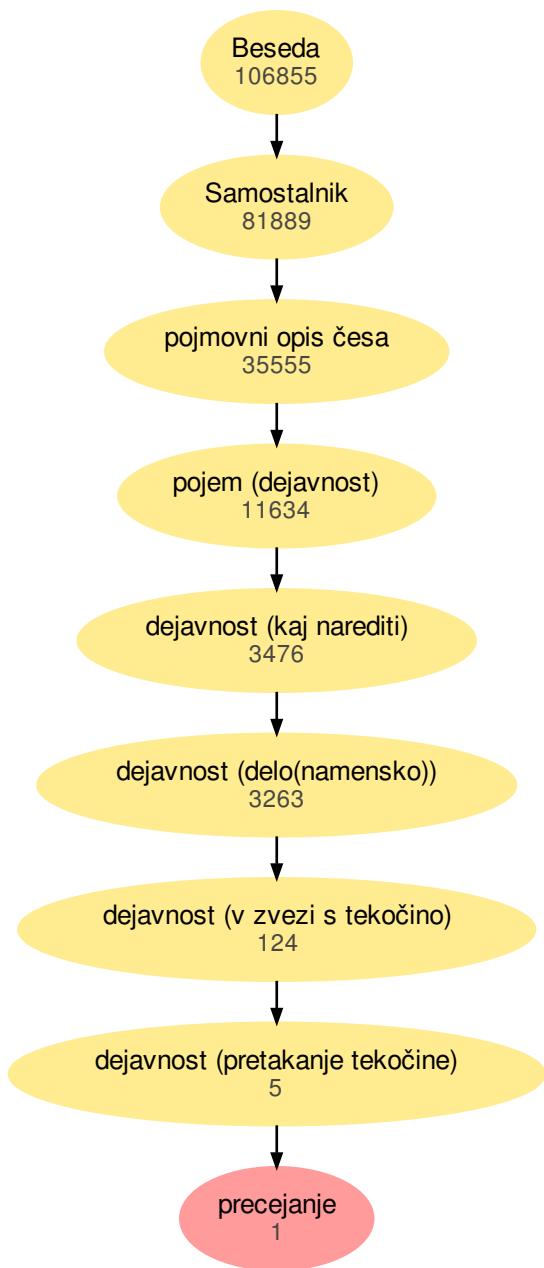 Beseda
106855
Samostalnik
81889
pojmovni opis česa
35555
pojem (dejavnost)
11634
dejavnost (kaj narediti)
3476
dejavnost (delo(namensko))
3263
dejavnost (v zvezi s tekočino)
124
dejavnost (pretakanje tekočine)
5
precejanje
1